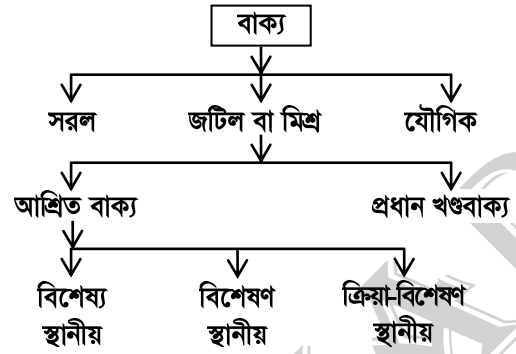 বাক্য
সরল জটিল বা মিশ্র যৌগিক
আশ্রিত বাক্য প্রধান খণ্ডবাক্য
বিশেষ্য বিশেষণ ক্রিয়া-বিশেষণ
স্থানীয় স্থানীয় স্থানীয়